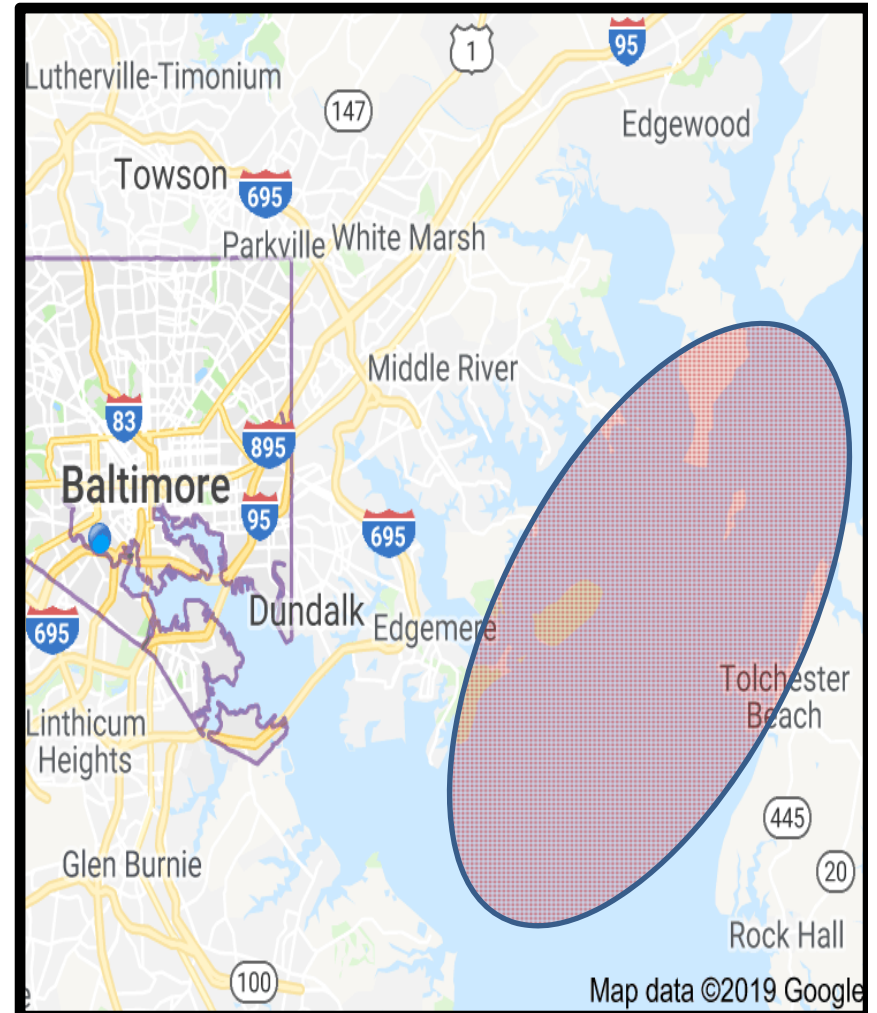 1
95
Lutherville-Timonium
147
Edgewood
Towson
695
Parkville
White Marsh
Middle River
83
895
Baltimore
95
695
Dundalk
Edgemere
695
Tolchester
Beach
Linthicum
Heights
445
Glen Burnie
20
Rock Hall
100
Map data ©2019 Google